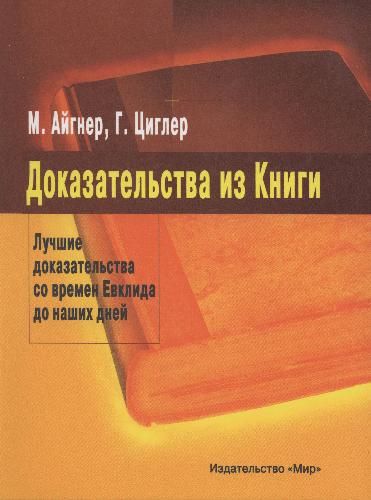 М. Айгнер, Г. Циглер
Доказательства из Книги
Лучшие
доказательства
со времен Евклида
до наших дней
Издательство «Мир»